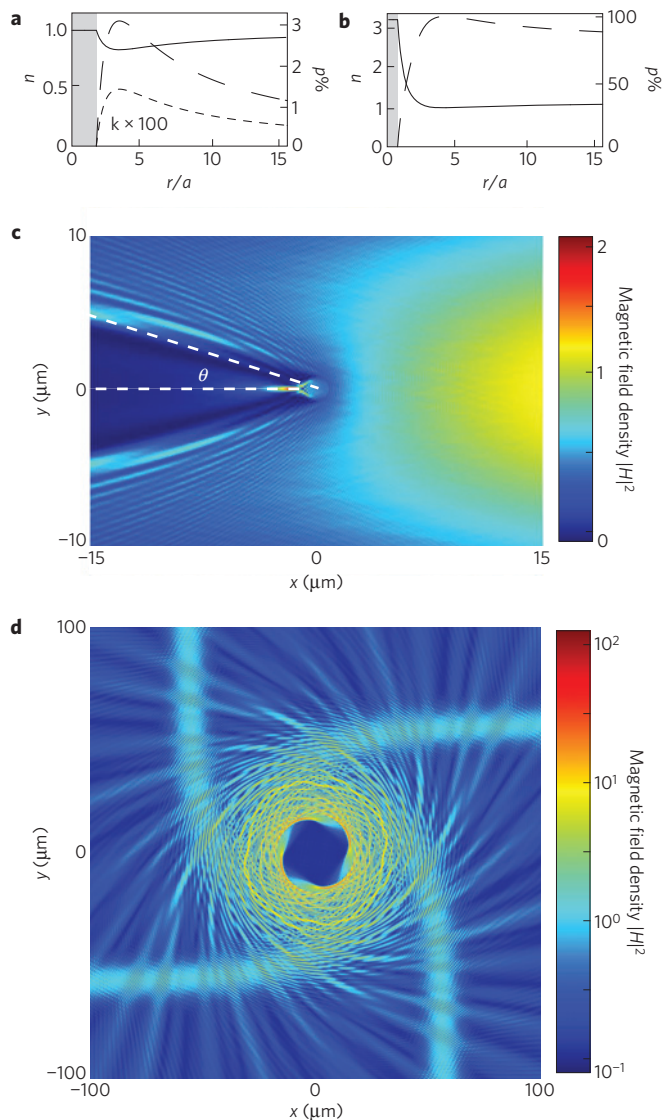 a
b
1.0
0.5
0
n
3
2
1
0
p%
k × 100
0
5
10
15
r/a
3
2
1
0
n
100
50
0
p%
0
5
10
15
r/a
c
10
0
−10
y (μm)
θ
−15
0
15
x (μm)
2
1
0
Magnetic field density |H|²
d
100
0
−100
y (μm)
−100
0
100
x (μm)
10²
10¹
10⁰
10⁻¹
Magnetic field density |H|²